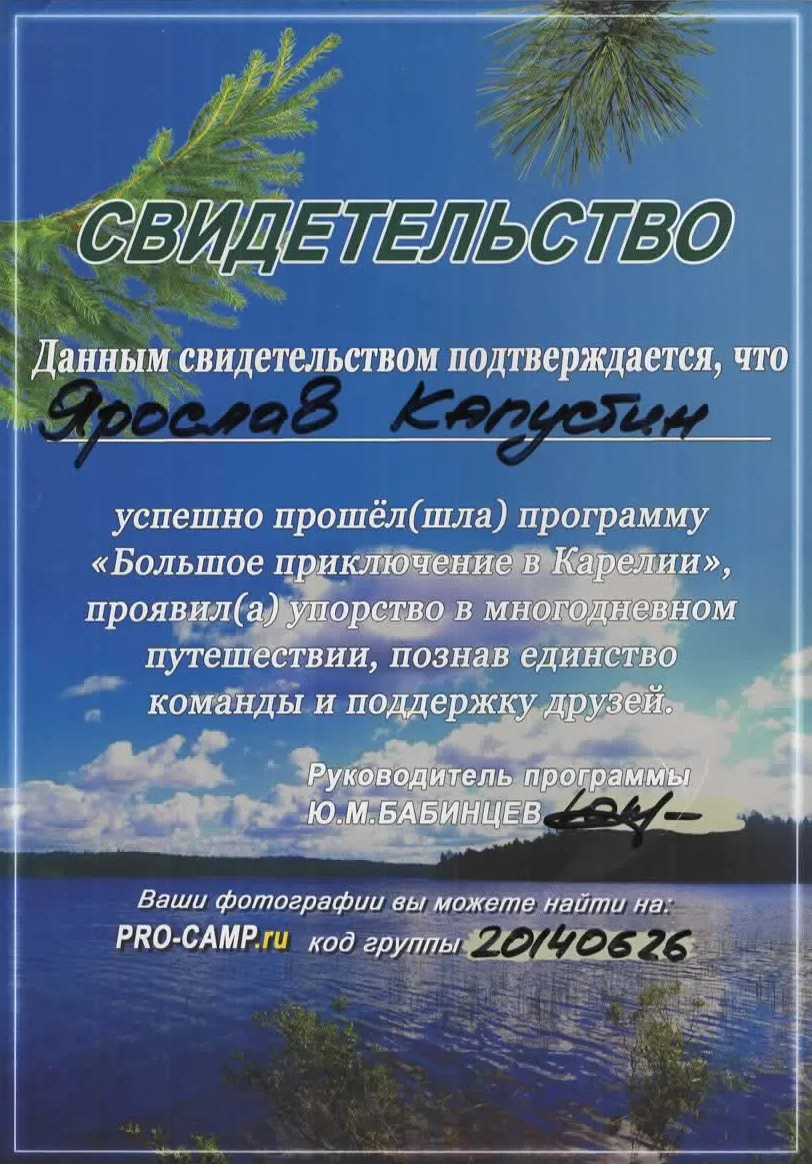 СВИДЕТЕЛЬСТВО
Данным свидетельством подтверждается, что
Ярослав Капустин
успешно прошёл(шла) программу
«Большое приключение в Карелии»,
проявил(а) упорство в многодневном
путешествии, познав единство
команды и поддержку друзей.
Руководитель программы
Ю.М.БАБИНЦЕВ
Ваши фотографии вы можете найти на:
PRO-CAMP.ru код группы 20140626